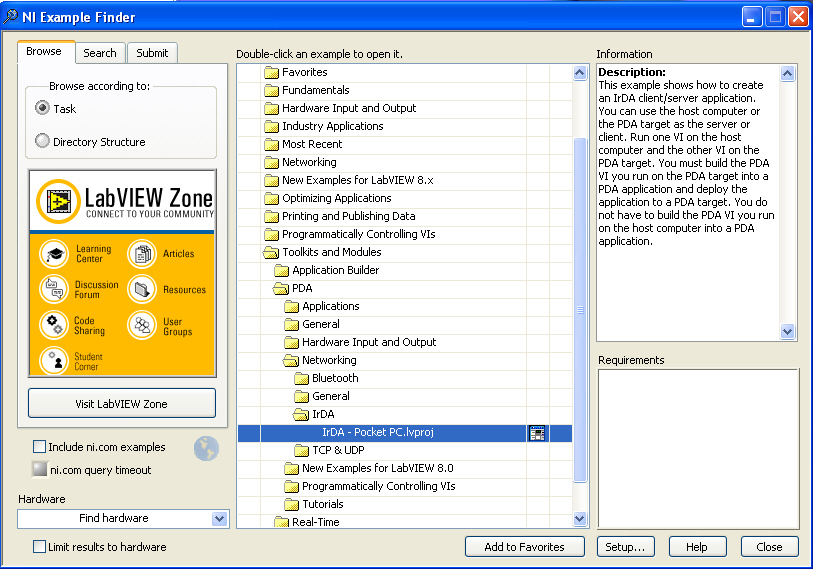 NI Example Finder
Browse
Search
Submit
Browse according to:
Task
Directory Structure
LabVIEW Zone
CONNECT TO YOUR COMMUNITY
Learning
Center
Articles
Discussion
Forum
Resources
Code
Sharing
User
Groups
Student
Corner
Visit LabVIEW Zone
Include ni.com examples
ni.com query timeout
Hardware
Find hardware
Limit results to hardware
Double-click an example to open it.
Favorites
Fundamentals
Hardware Input and Output
Industry Applications
Most Recent
Networking
New Examples for LabVIEW 8.x
Optimizing Applications
Printing and Publishing Data
Programmatically Controlling VIs
Toolkits and Modules
Application Builder
PDA
Applications
General
Hardware Input and Output
Networking
Bluetooth
General
IrDA
IrDA - Pocket PC.lvproj
TCP & UDP
New Examples for LabVIEW 8.0
Programmatically Controlling VIs
Tutorials
Real-Time
Information
Description:
This example shows how to create
an IrDA client/server application.
You can use the host computer or
the PDA target as the server or
client. Run one VI on the host
computer and the other VI on the
PDA target. You must build the PDA
VI you run on the PDA target into a
PDA application and deploy the
application to a PDA target. You do
not have to build the PDA VI you run
on the host computer into a PDA
application.
Requirements
Add to Favorites
Setup...
Help
Close